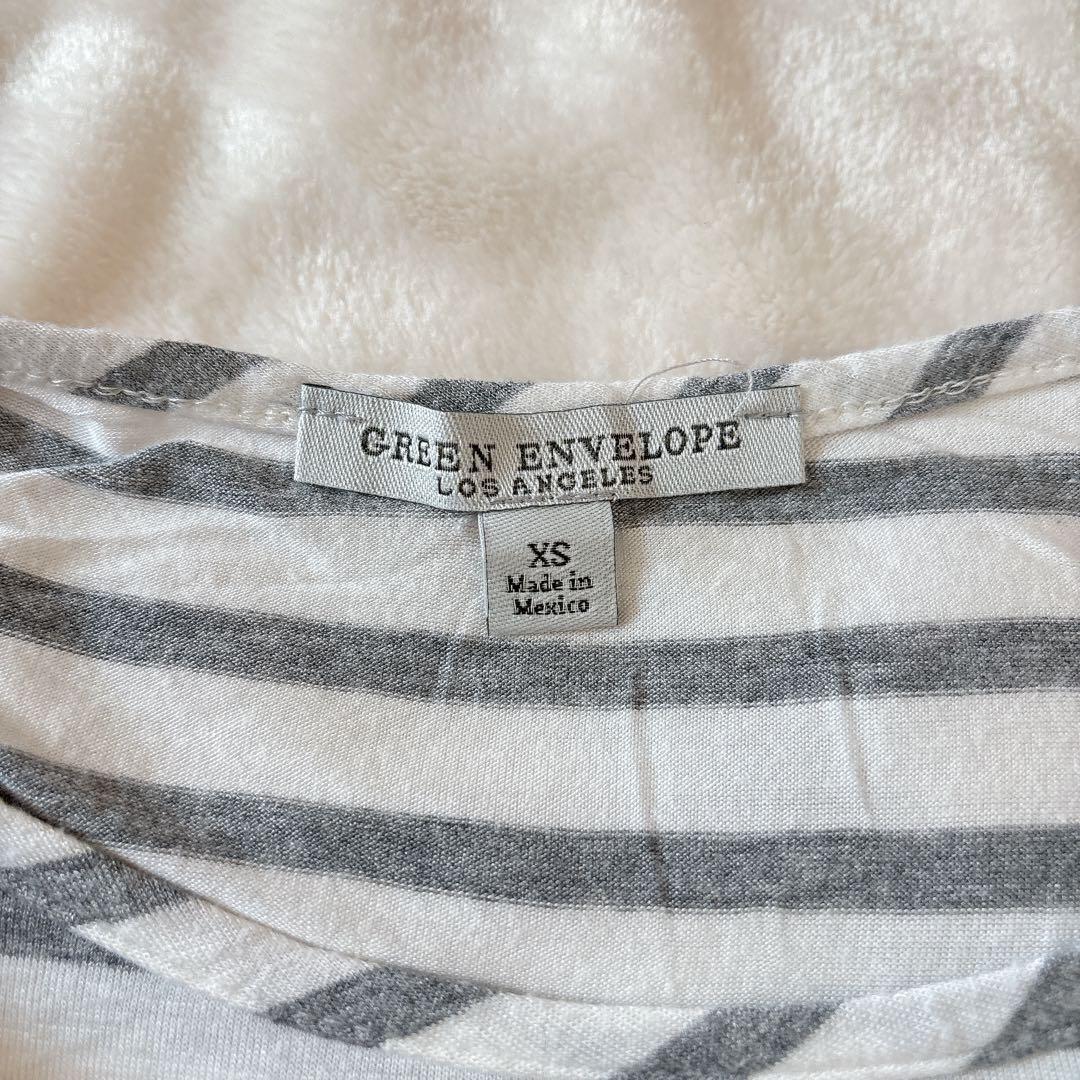 GREEN ENVELOPE
LOS ANGELES
XS
Made in
Mexico